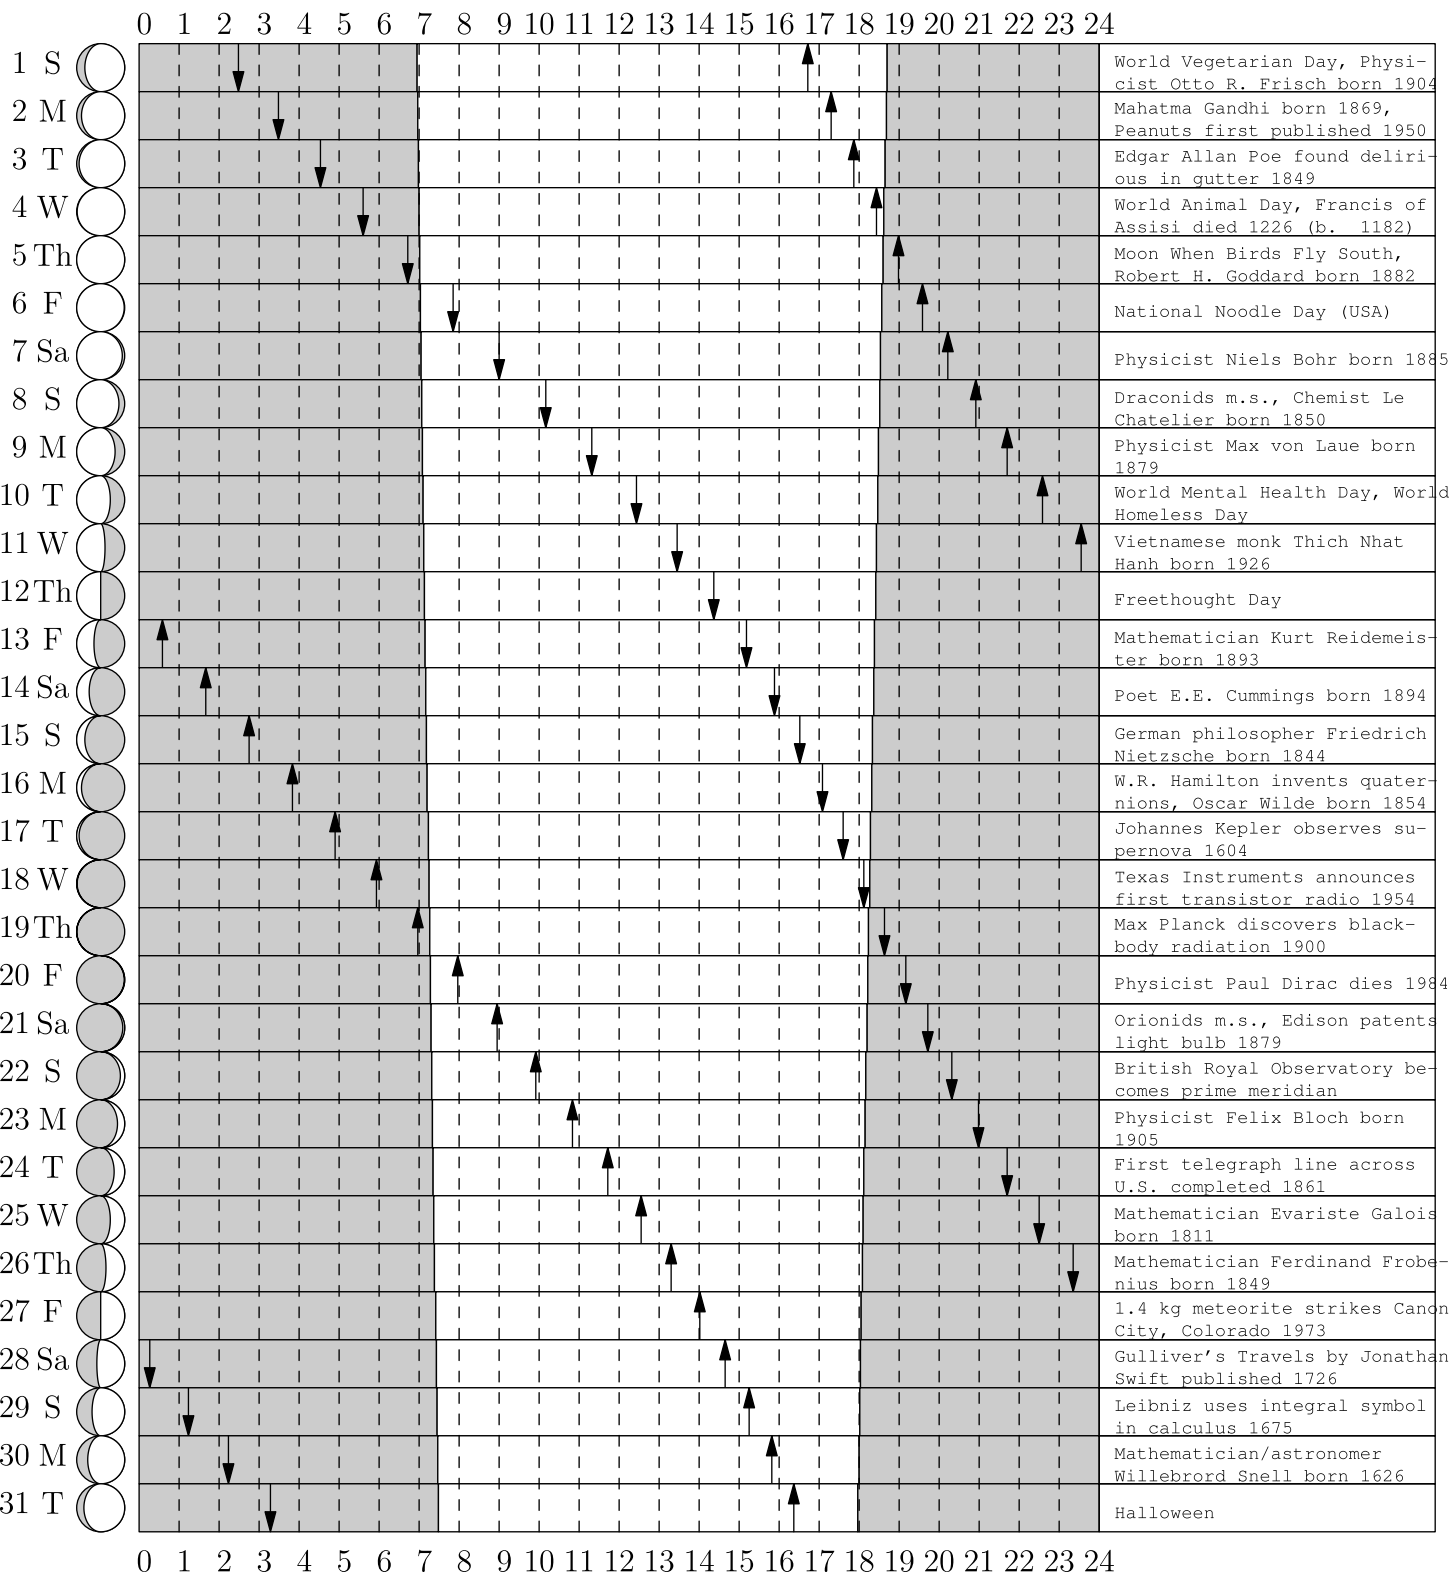 0 1 2 3 4 5 6 7 8 9 10 11 12 13 14 15 16 17 18 19 20 21 22 23 24
1 S World Vegetarian Day, Physi-
cist Otto R. Frisch born 1904
2 M Mahatma Gandhi born 1869,
Peanuts first published 1950
3 T Edgar Allan Poe found deliri-
ous in gutter 1849
4 W World Animal Day, Francis of
Assisi died 1226 (b. 1182)
5 Th Moon When Birds Fly South,
Robert H. Goddard born 1882
6 F National Noodle Day (USA)
7 Sa Physicist Niels Bohr born 1885
8 S Draconids m.s., Chemist Le
Chatelier born 1850
9 M Physicist Max von Laue born
1879
10 T World Mental Health Day, World
Homeless Day
11 W Vietnamese monk Thich Nhat
Hanh born 1926
12 Th Freethought Day
13 F Mathematician Kurt Reidemeis-
ter born 1893
14 Sa Poet E.E. Cummings born 1894
15 S German philosopher Friedrich
Nietzsche born 1844
16 M W.R. Hamilton invents quater-
nions, Oscar Wilde born 1854
17 T Johannes Kepler observes su-
pernova 1604
18 W Texas Instruments announces
first transistor radio 1954
19 Th Max Planck discovers black-
body radiation 1900
20 F Physicist Paul Dirac dies 1984
21 Sa Orionids m.s., Edison patents
light bulb 1879
22 S British Royal Observatory be-
comes prime meridian
23 M Physicist Felix Bloch born
1905
24 T First telegraph line across
U.S. completed 1861
25 W Mathematician Evariste Galois
born 1811
26 Th Mathematician Ferdinand Frobe-
nius born 1849
27 F 1.4 kg meteorite strikes Canon
City, Colorado 1973
28 Sa Gulliver's Travels by Jonathan
Swift published 1726
29 S Leibniz uses integral symbol
in calculus 1675
30 M Mathematician/astronomer
Willebrord Snell born 1626
31 T Halloween
0 1 2 3 4 5 6 7 8 9 10 11 12 13 14 15 16 17 18 19 20 21 22 23 24